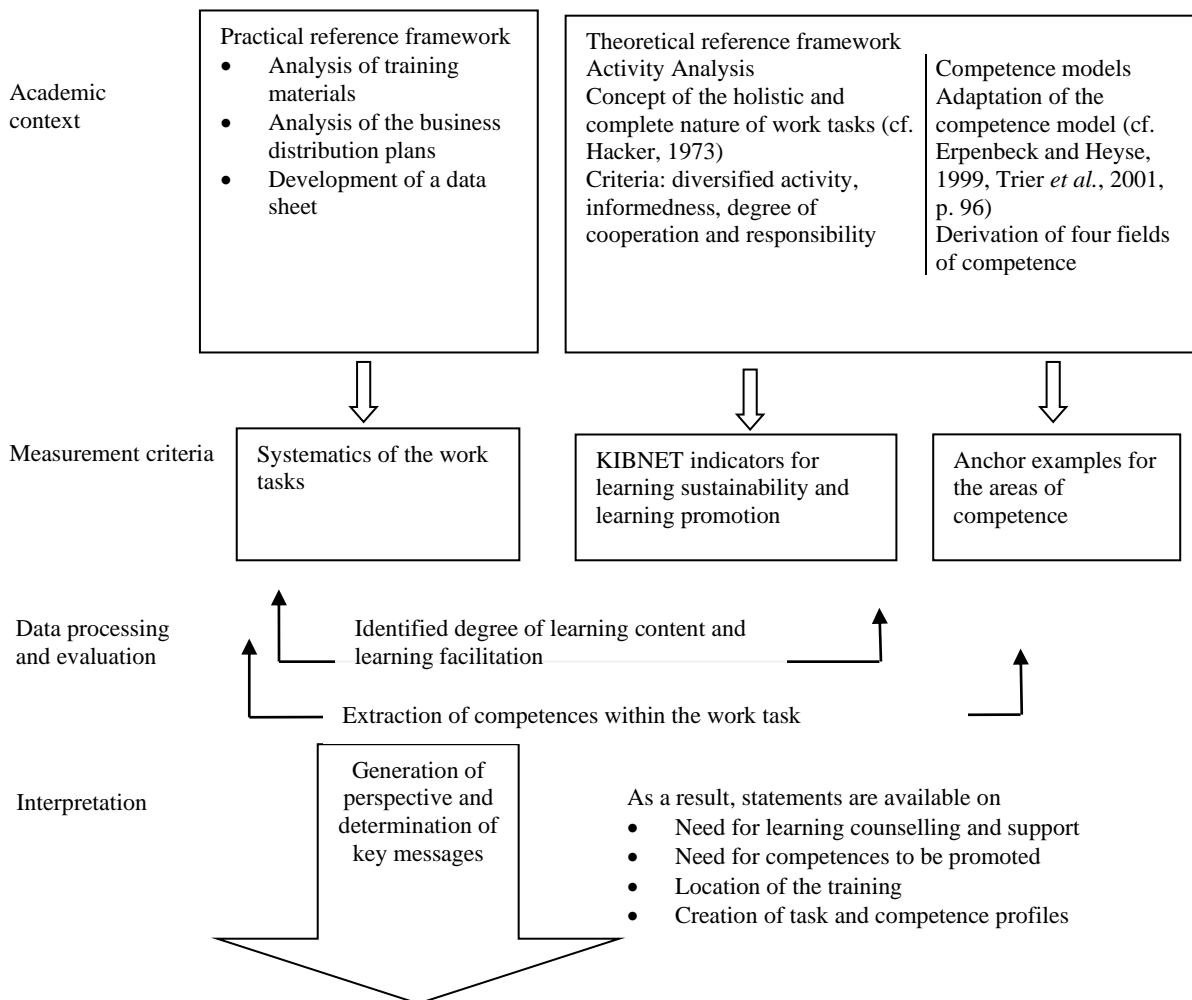 Academic
context
Practical reference framework
• Analysis of training
materials
• Analysis of the business
distribution plans
• Development of a data
sheet
Theoretical reference framework
Activity Analysis
Concept of the holistic and
complete nature of work tasks (cf.
Hacker, 1973)
Criteria: diversified activity,
informedness, degree of
cooperation and responsibility
Competence models
Adaptation of the
competence model (cf.
Erpenbeck and Heyse,
1999, Trier et al., 2001,
p. 96)
Derivation of four fields
of competence
Measurement criteria
Systematics of the work
tasks
KIBNET indicators for
learning sustainability and
learning promotion
Anchor examples for
the areas of
competence
Data processing
and evaluation
Identified degree of learning content and
learning facilitation
Extraction of competences within the work task
Interpretation
Generation of
perspective and
determination of
key messages
As a result, statements are available on
• Need for learning counselling and support
• Need for competences to be promoted
• Location of the training
• Creation of task and competence profiles